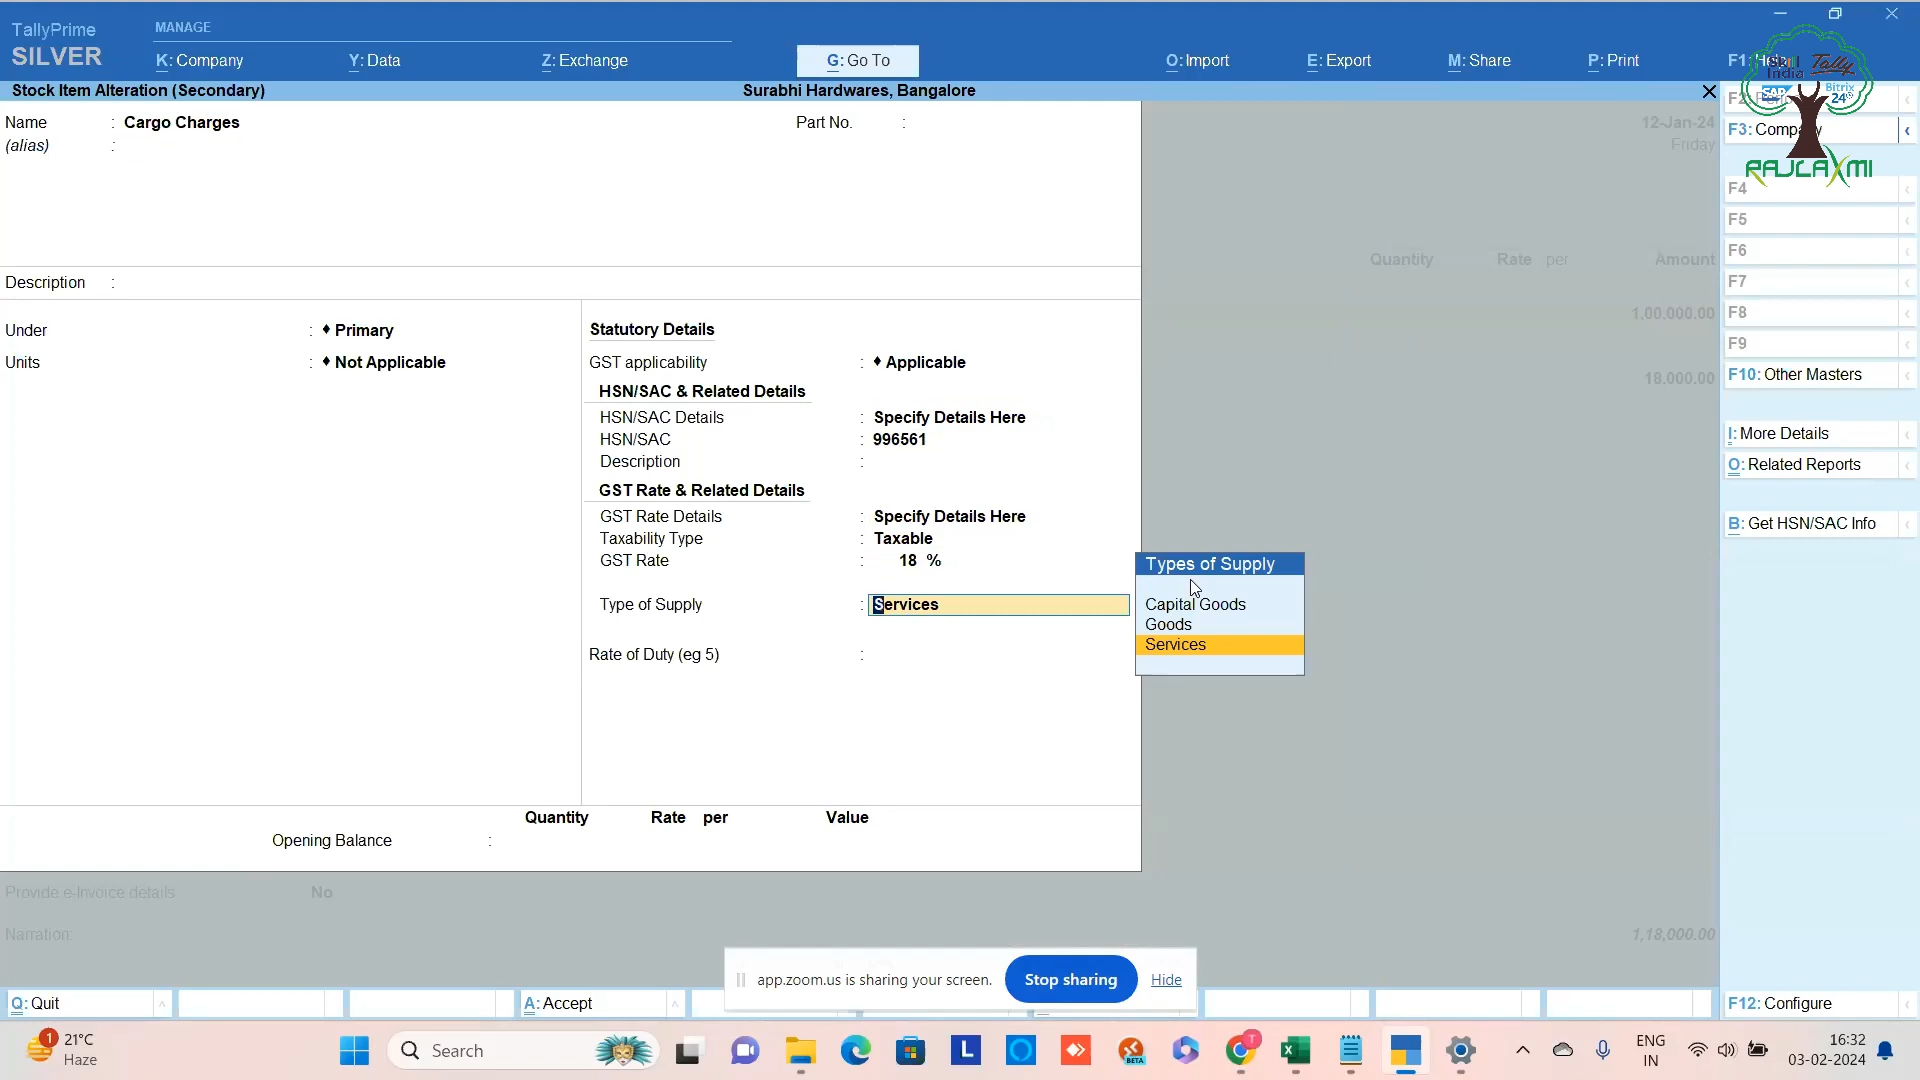 TallyPrime
SILVER
MANAGE
K: Company
Y: Data
Z: Exchange
G: Go To
O: Import
E: Export
M: Share
P: Print
F1: Help
Stock Item Alteration (Secondary)
Surabhi Hardwares, Bangalore
India Tally
SAP Bitrix 24
RAJLAXMI
Name : Cargo Charges
Part No. :
(alias) :
12-Jan-24
Friday
F3: Company
F4
F5
F6
F7
F8
F9
F10: Other Masters
I: More Details
O: Related Reports
B: Get HSN/SAC Info
F12: Configure
Quantity Rate per Amount
1,00,000.00
18,000.00
Description :
Under : ♦ Primary
Units : ♦ Not Applicable
Statutory Details
GST applicability : ♦ Applicable
HSN/SAC & Related Details
HSN/SAC Details : Specify Details Here
HSN/SAC : 996561
Description :
GST Rate & Related Details
GST Rate Details : Specify Details Here
Taxability Type : Taxable
GST Rate : 18 %
Type of Supply : Services
Rate of Duty (eg 5) :
Types of Supply
Capital Goods
Goods
Services
Quantity Rate per Value
Opening Balance :
Provide e-Invoice details No
Narration:
1,18,000.00
app.zoom.us is sharing your screen. Stop sharing Hide
Q: Quit
A: Accept
1
21°C
Haze
Search
L
BETA
T
ENG
IN
16:32
03-02-2024